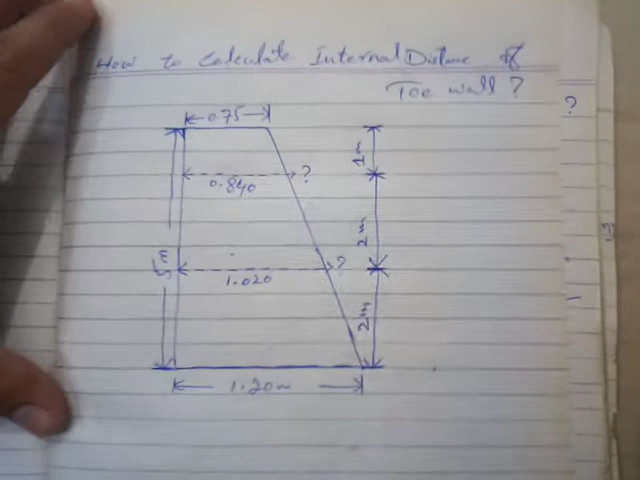 How to Calculate Internal Distance of
Toe wall ?
?
0.75
1m
?
0.840
2m
5m
?
1.020
2m
1.20m